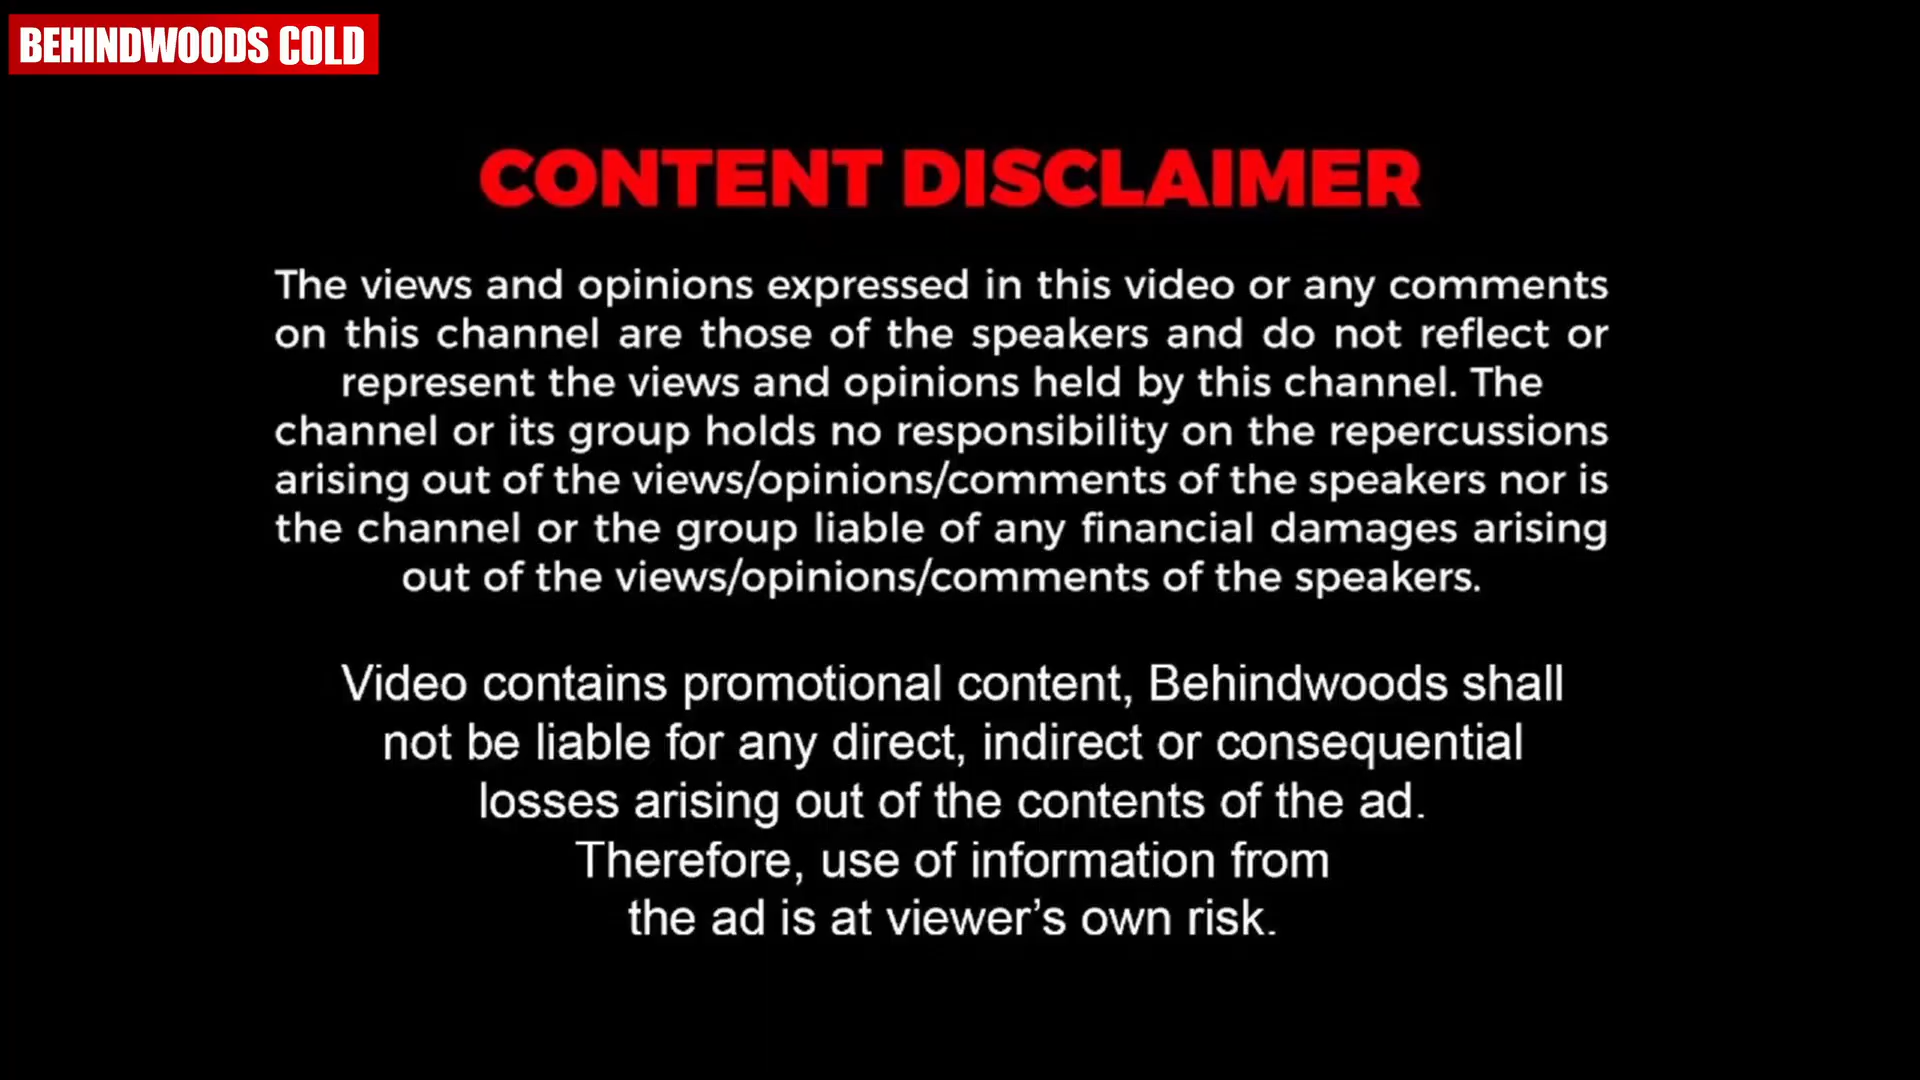 BEHINDWOODS COLD
CONTENT DISCLAIMER
The views and opinions expressed in this video or any comments
on this channel are those of the speakers and do not reflect or
represent the views and opinions held by this channel. The
channel or its group holds no responsibility on the repercussions
arising out of the views/opinions/comments of the speakers nor is
the channel or the group liable of any financial damages arising
out of the views/opinions/comments of the speakers.
Video contains promotional content, Behindwoods shall
not be liable for any direct, indirect or consequential
losses arising out of the contents of the ad.
Therefore, use of information from
the ad is at viewer’s own risk.